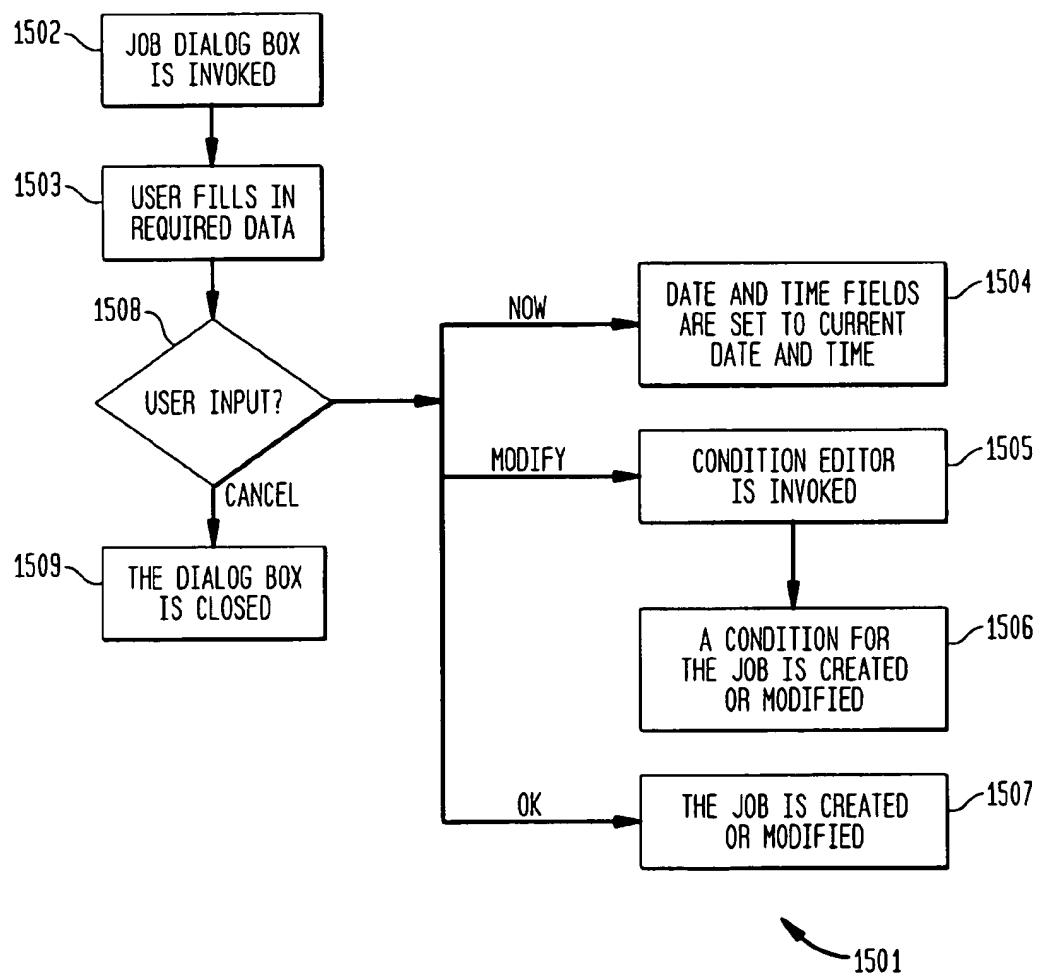 1502
JOB DIALOG BOX
IS INVOKED
1503
USER FILLS IN
REQUIRED DATA
1508
USER INPUT?
CANCEL
1509
THE DIALOG BOX
IS CLOSED
NOW
DATE AND TIME FIELDS
ARE SET TO CURRENT
DATE AND TIME
1504
MODIFY
CONDITION EDITOR
IS INVOKED
1505
A CONDITION FOR
THE JOB IS CREATED
OR MODIFIED
1506
OK
THE JOB IS CREATED
OR MODIFIED
1507
1501